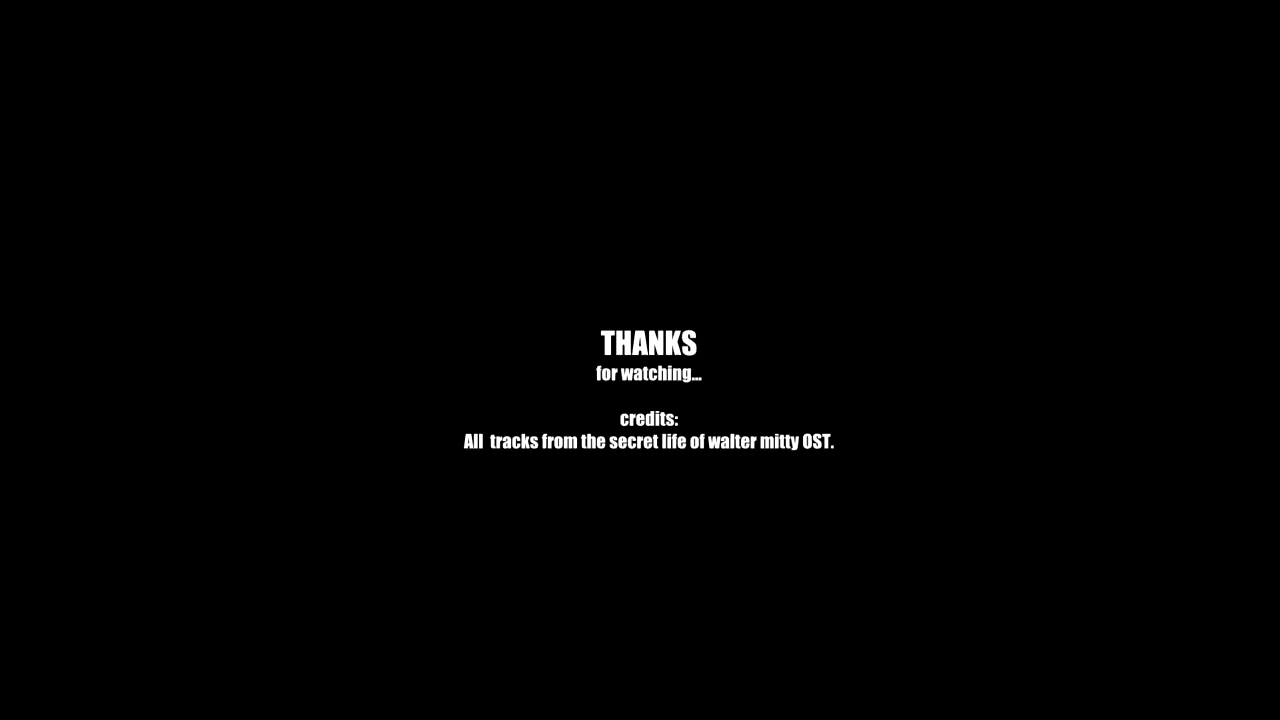 THANKS
for watching...
credits:
All  tracks from the secret life of walter mitty OST.